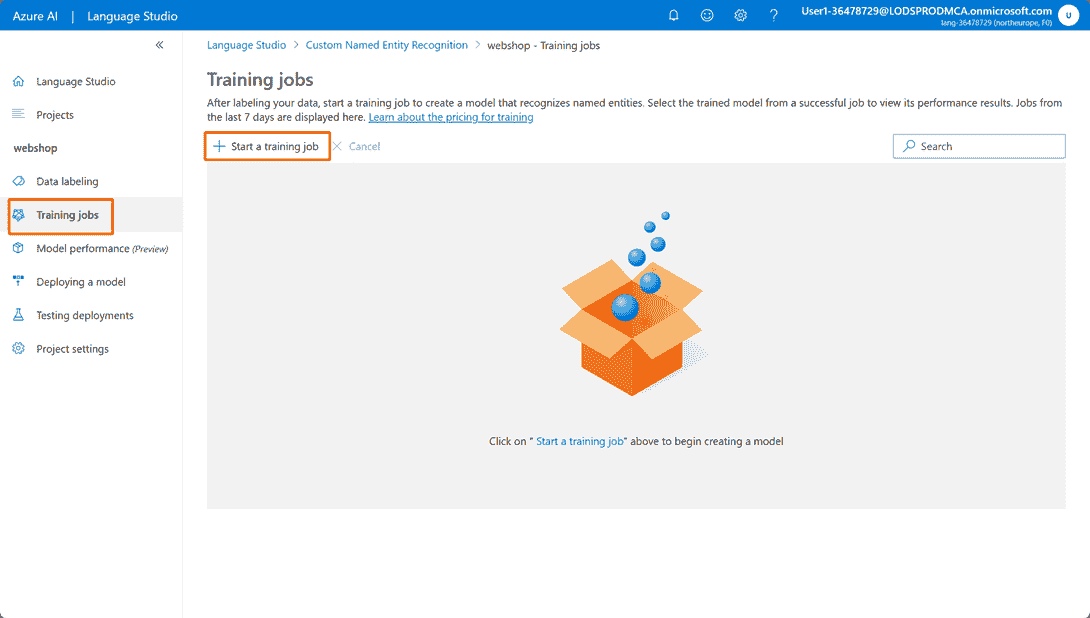 Azure AI | Language Studio
User1-36478729@LODSPRODMCA.onmicrosoft.com
lang-36478729 (northeurope, F0)
U
Language Studio > Custom Named Entity Recognition > webshop - Training jobs
Language Studio
Projects
webshop
Data labeling
Training jobs
Model performance (Preview)
Deploying a model
Testing deployments
Project settings
Training jobs
After labeling your data, start a training job to create a model that recognizes named entities. Select the trained model from a successful job to view its performance results. Jobs from
the last 7 days are displayed here. Learn about the pricing for training
Start a training job
Cancel
Search
Click on " Start a training job" above to begin creating a model